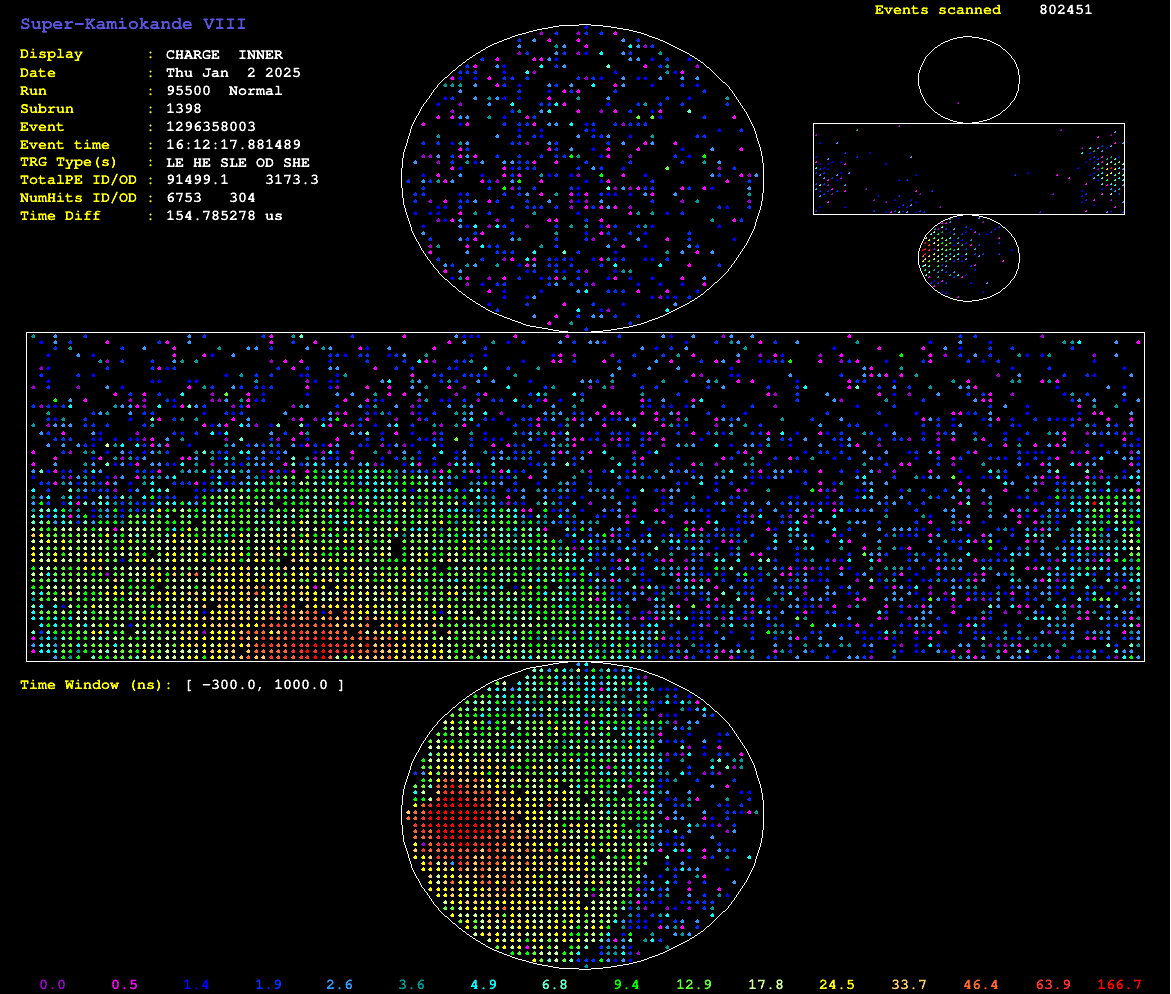 Super-Kamiokande VIII
Events scanned 802451
Display : CHARGE INNER
Date : Thu Jan 2 2025
Run : 95500 Normal
Subrun : 1398
Event : 1296358003
Event time : 16:12:17.881489
TRG Type(s) : LE HE SLE OD SHE
TotalPE ID/OD : 91499.1 3173.3
NumHits ID/OD : 6753 304
Time Diff : 154.785278 us
Time Window (ns): [ −300.0, 1000.0 ]
0.0 0.5 1.4 1.9 2.6 3.6 4.9 6.8 9.4 12.9 17.8 24.5 33.7 46.4 63.9 166.7